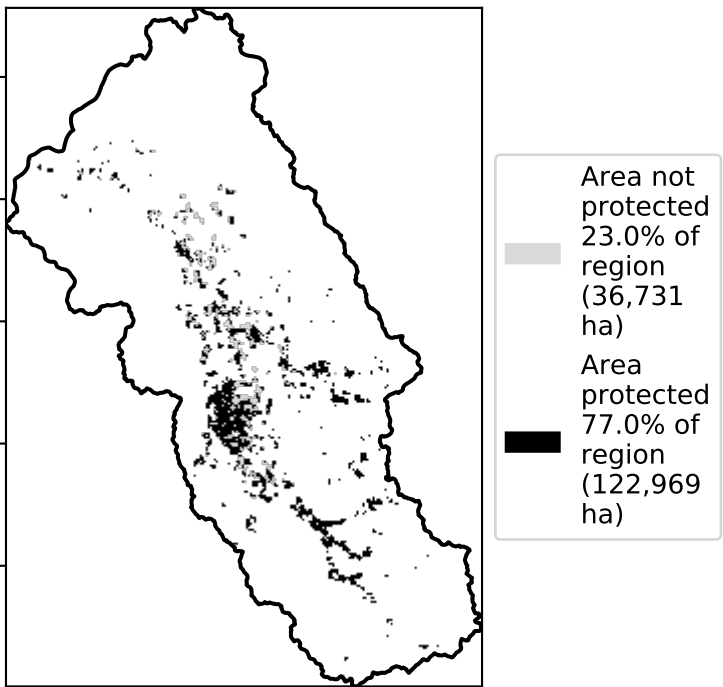 Area not
protected
23.0% of
region
(36,731
ha)
Area
protected
77.0% of
region
(122,969
ha)